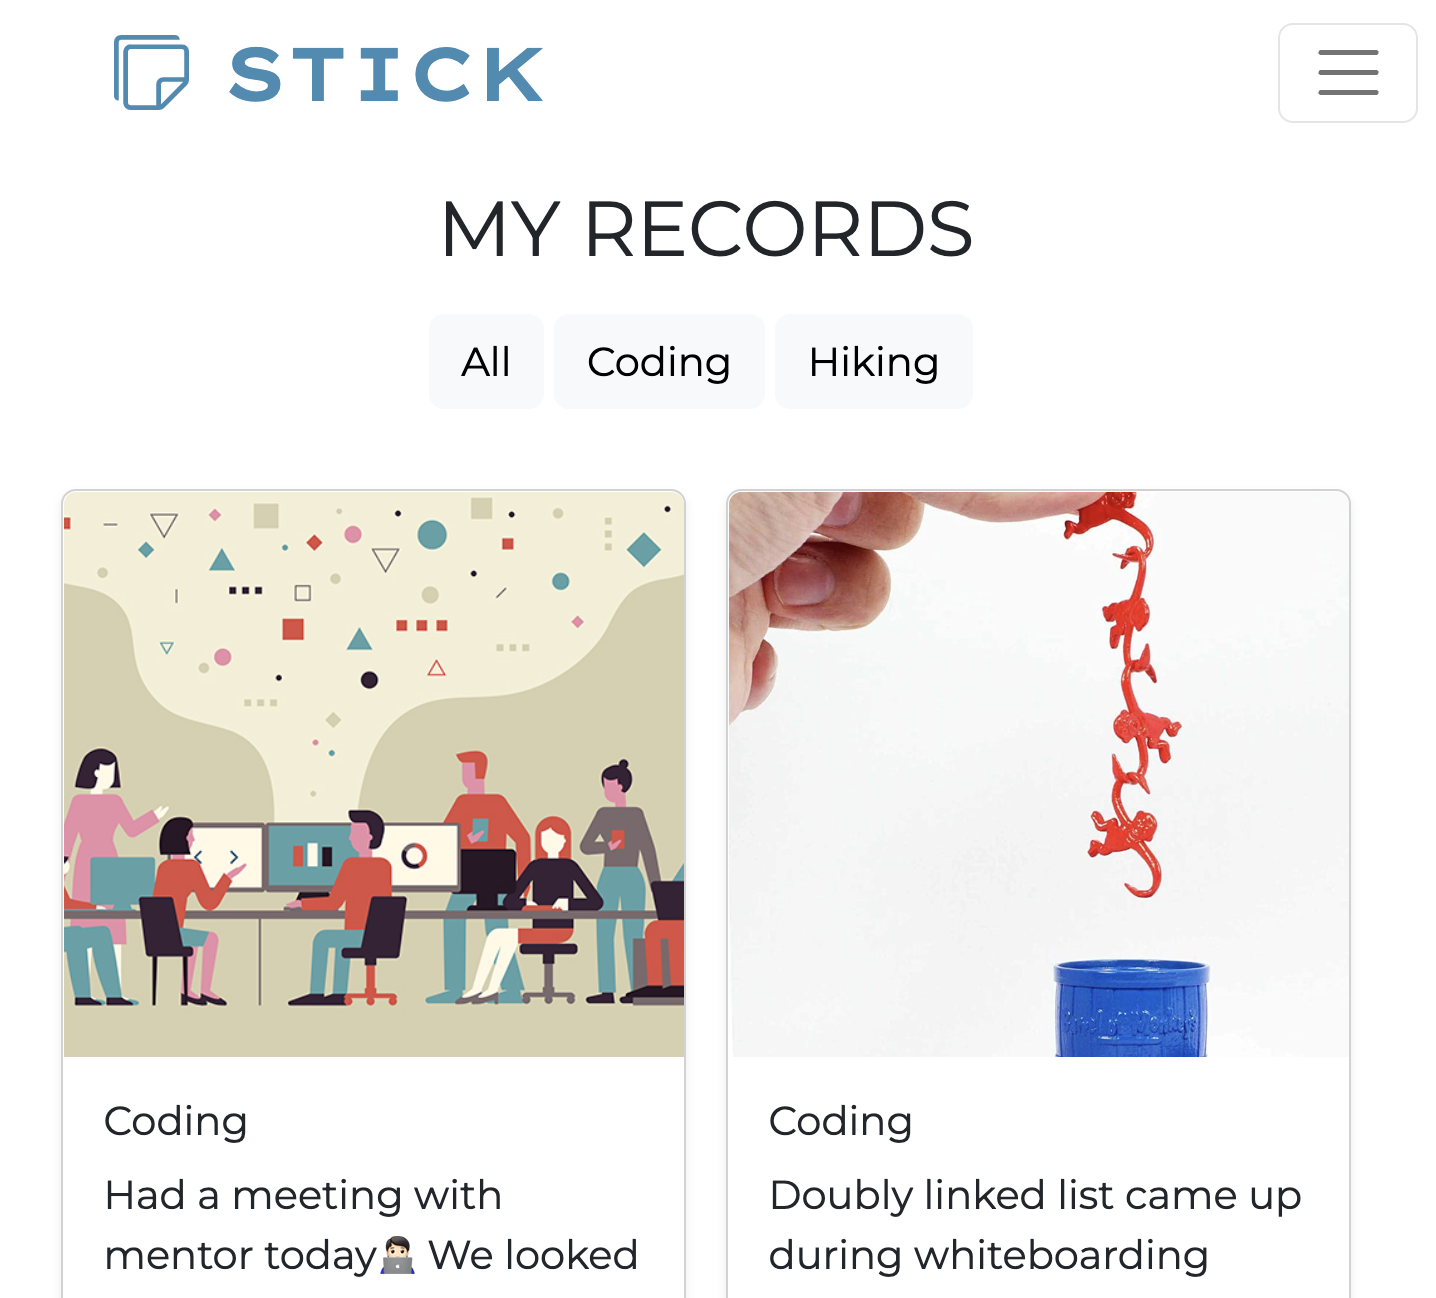 STICK
MY RECORDS
All Coding Hiking
Coding
Had a meeting with
mentor today🧑🏻‍💻 We looked
Coding
Doubly linked list came up
during whiteboarding